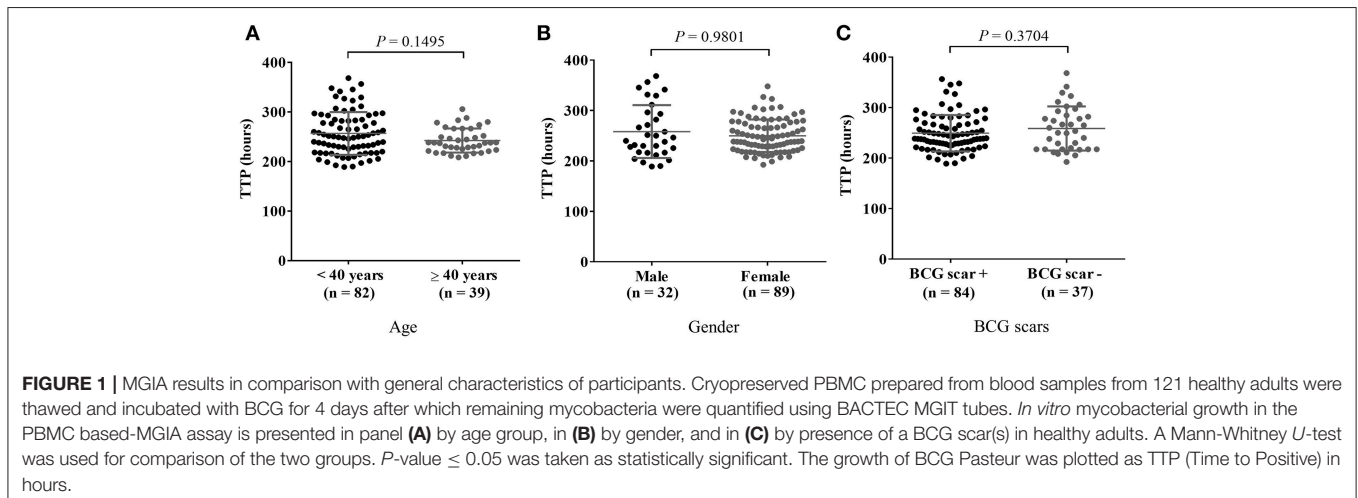 A
P = 0.1495
TTP (hours)
400
300
200
100
0
< 40 years
(n = 82)
≥ 40 years
(n = 39)
Age
B
P = 0.9801
TTP (hours)
400
300
200
100
0
Male
(n = 32)
Female
(n = 89)
Gender
C
P = 0.3704
TTP (hours)
400
300
200
100
0
BCG scar +
(n = 84)
BCG scar -
(n = 37)
BCG scars
FIGURE 1 | MGIA results in comparison with general characteristics of participants. Cryopreserved PBMC prepared from blood samples from 121 healthy adults were
thawed and incubated with BCG for 4 days after which remaining mycobacteria were quantified using BACTEC MGIT tubes. In vitro mycobacterial growth in the
PBMC based-MGIA assay is presented in panel (A) by age group, in (B) by gender, and in (C) by presence of a BCG scar(s) in healthy adults. A Mann-Whitney U-test
was used for comparison of the two groups. P-value ≤ 0.05 was taken as statistically significant. The growth of BCG Pasteur was plotted as TTP (Time to Positive) in
hours.